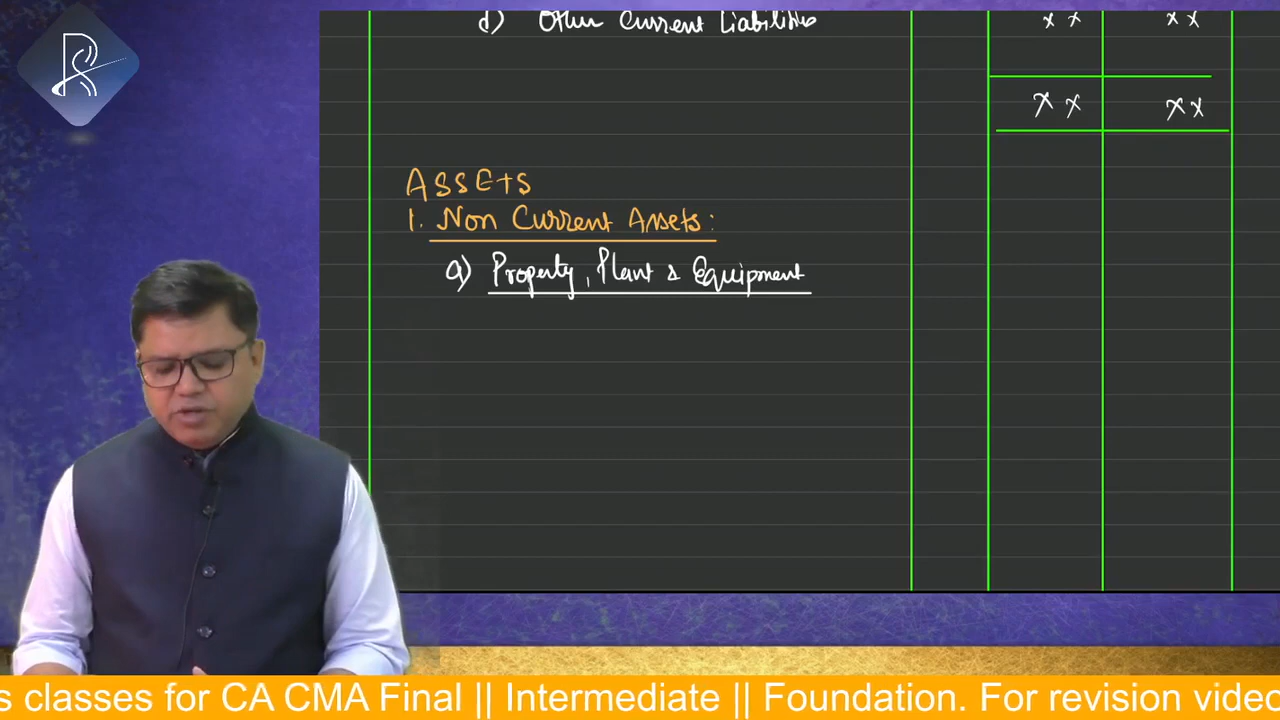 d) Other Current Liabilities x x x x
x x x x
ASSETS
1. Non Current Assets:
a) Property, Plant & Equipment
s classes for CA CMA Final || Intermediate || Foundation. For revision video